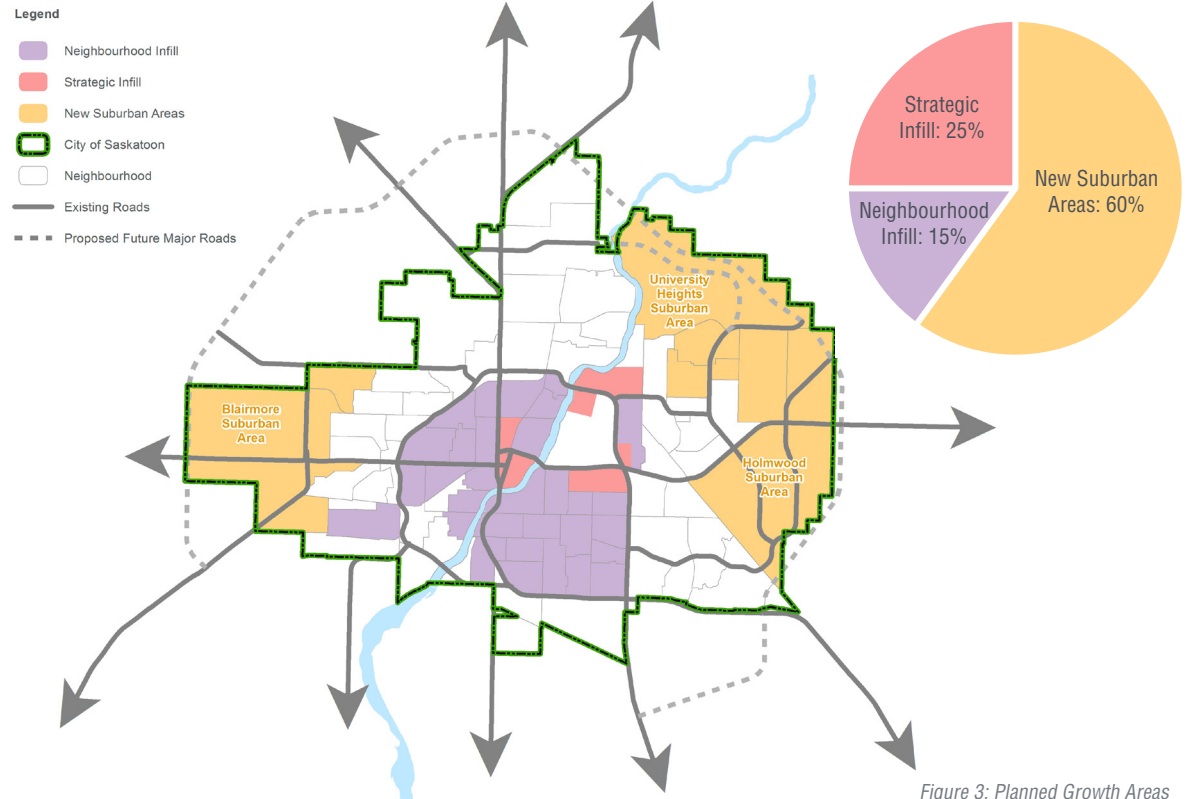 Legend
Neighbourhood Infill
Strategic Infill
New Suburban Areas
City of Saskatoon
Neighbourhood
Existing Roads
Proposed Future Major Roads
Strategic
Infill: 25%
Neighbourhood
Infill: 15%
New Suburban
Areas: 60%
University
Heights
Suburban
Area
Blairmore
Suburban
Area
Holmwood
Suburban
Area
Figure 3: Planned Growth Areas